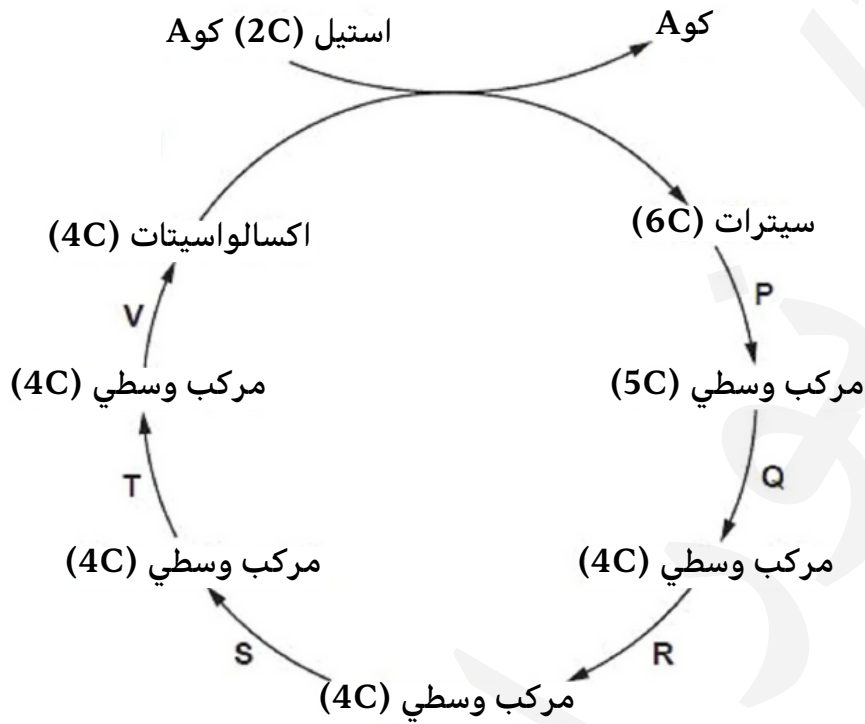 استيل (2C) كوA
كوA
اكسالواسيتات (4C)
سيترات (6C)
V
P
مركب وسطي (4C)
مركب وسطي (5C)
T
Q
مركب وسطي (4C)
مركب وسطي (4C)
S
R
مركب وسطي (4C)